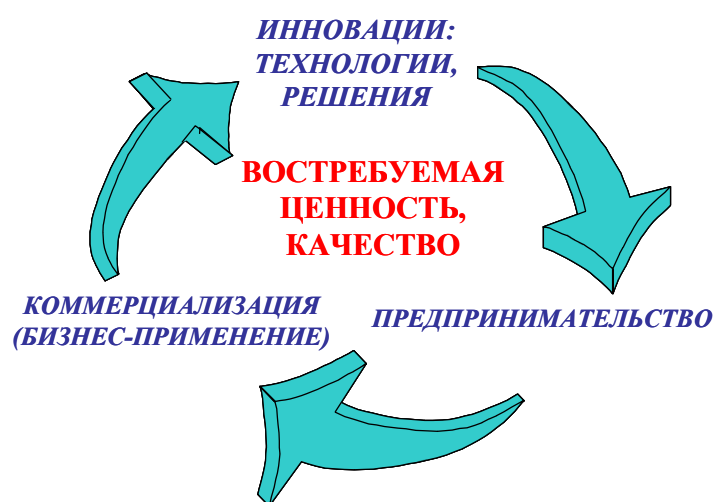 ИННОВАЦИИ:
ТЕХНОЛОГИИ,
РЕШЕНИЯ
ВОСТРЕБУЕМАЯ
ЦЕННОСТЬ,
КАЧЕСТВО
КОММЕРЦИАЛИЗАЦИЯ
(БИЗНЕС-ПРИМЕНЕНИЕ)
ПРЕДПРИНИМАТЕЛЬСТВО